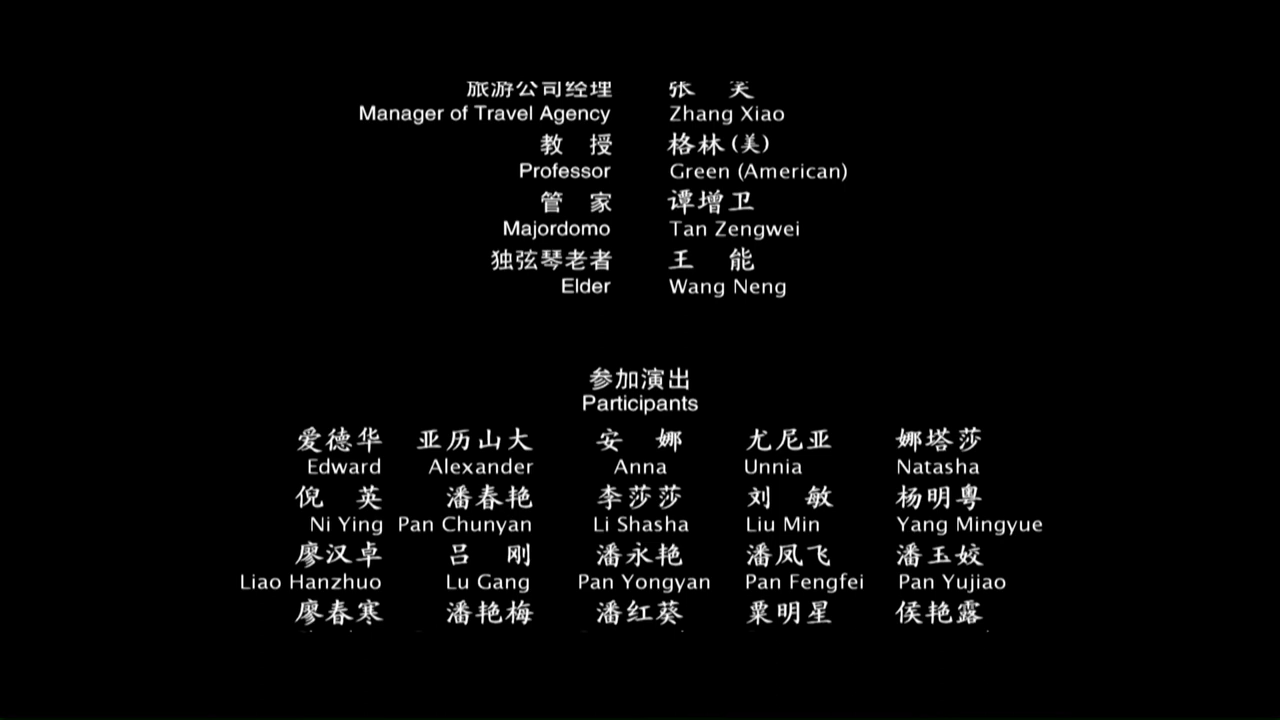 旅游公司经理 张 笑
Manager of Travel Agency Zhang Xiao
教 授 格林(美)
Professor Green (American)
管 家 谭增卫
Majordomo Tan Zengwei
独弦琴老者 王 能
Elder Wang Neng
参加演出
Participants
爱德华 亚历山大 安 娜 尤尼亚 娜塔莎
Edward Alexander Anna Unnia Natasha
倪 英 潘春艳 李莎莎 刘 敏 杨明粤
Ni Ying Pan Chunyan Li Shasha Liu Min Yang Mingyue
廖汉卓 吕 刚 潘永艳 潘凤飞 潘玉姣
Liao Hanzhuo Lu Gang Pan Yongyan Pan Fengfei Pan Yujiao
廖春寒 潘艳梅 潘红葵 粟明星 侯艳露